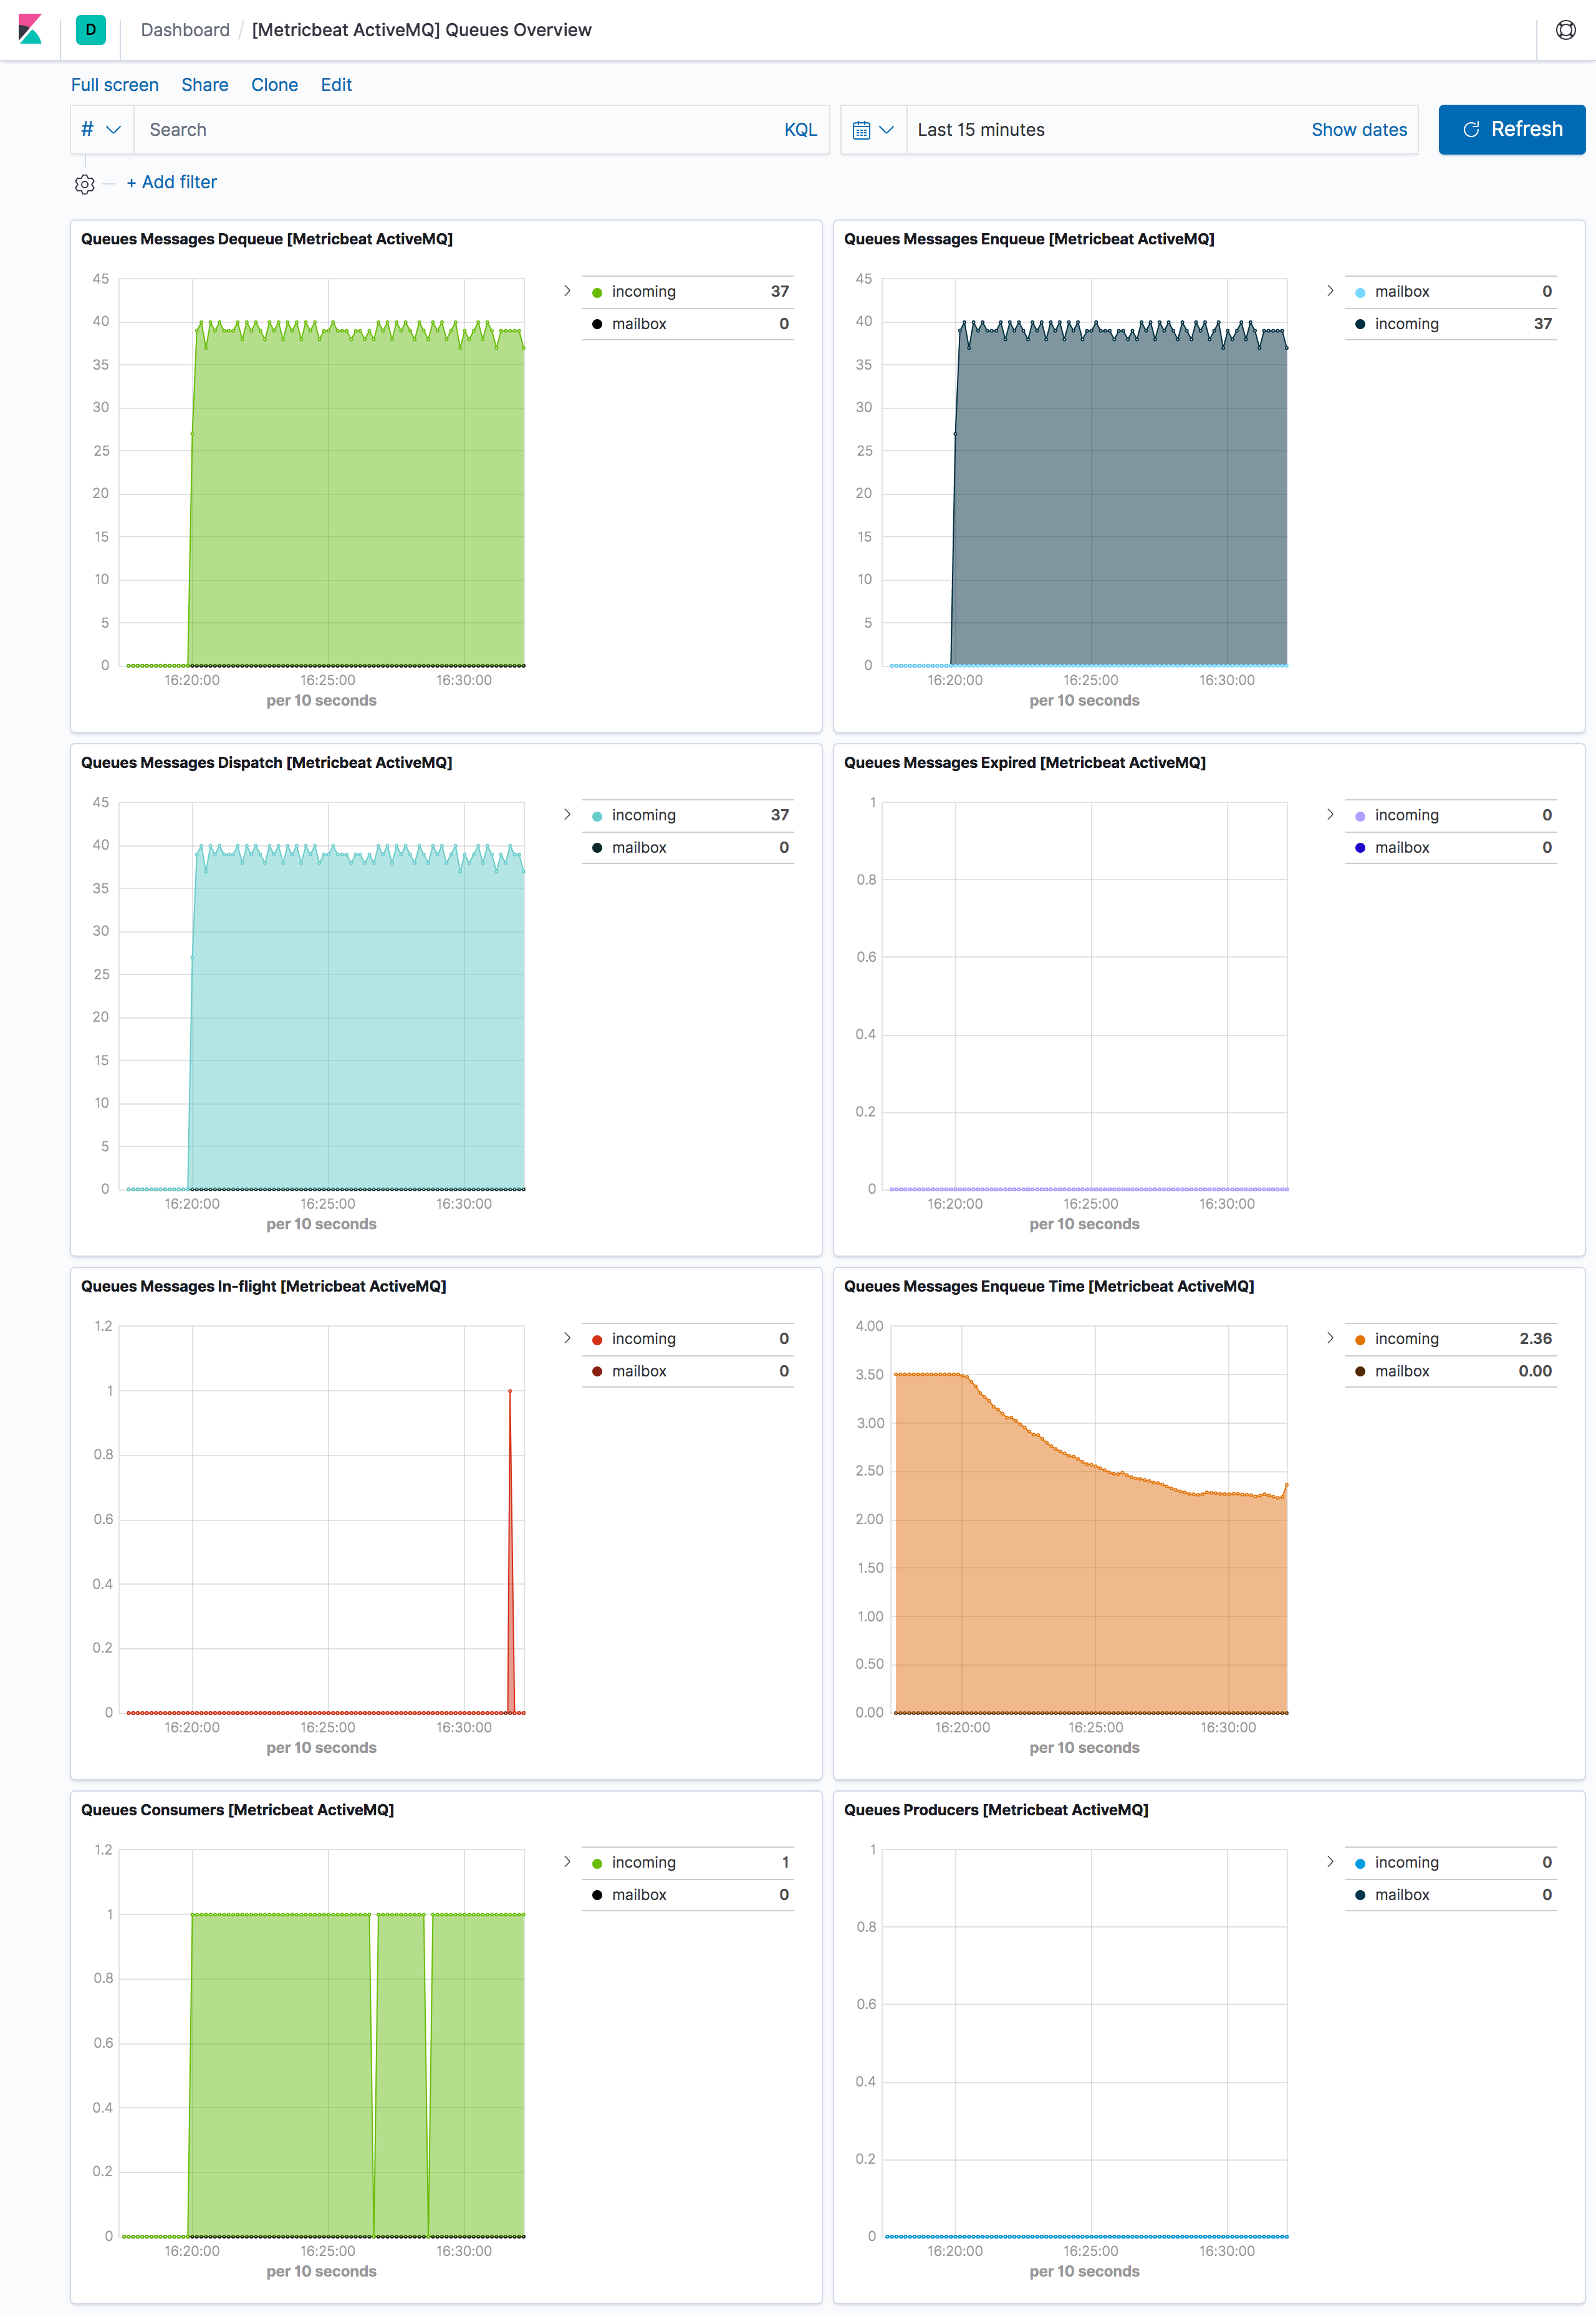 D Dashboard / [Metricbeat ActiveMQ] Queues Overview
Full screen Share Clone Edit
# Search KQL Last 15 minutes Show dates Refresh
+ Add filter
Queues Messages Dequeue [Metricbeat ActiveMQ]
45
40
35
30
25
20
15
10
5
0
16:20:00 16:25:00 16:30:00
per 10 seconds
incoming 37
mailbox 0
Queues Messages Enqueue [Metricbeat ActiveMQ]
45
40
35
30
25
20
15
10
5
0
16:20:00 16:25:00 16:30:00
per 10 seconds
mailbox 0
incoming 37
Queues Messages Dispatch [Metricbeat ActiveMQ]
45
40
35
30
25
20
15
10
5
0
16:20:00 16:25:00 16:30:00
per 10 seconds
incoming 37
mailbox 0
Queues Messages Expired [Metricbeat ActiveMQ]
1
0.8
0.6
0.4
0.2
0
16:20:00 16:25:00 16:30:00
per 10 seconds
incoming 0
mailbox 0
Queues Messages In-flight [Metricbeat ActiveMQ]
1.2
1
0.8
0.6
0.4
0.2
0
16:20:00 16:25:00 16:30:00
per 10 seconds
incoming 0
mailbox 0
Queues Messages Enqueue Time [Metricbeat ActiveMQ]
4.00
3.50
3.00
2.50
2.00
1.50
1.00
0.50
0.00
16:20:00 16:25:00 16:30:00
per 10 seconds
incoming 2.36
mailbox 0.00
Queues Consumers [Metricbeat ActiveMQ]
1.2
1
0.8
0.6
0.4
0.2
0
16:20:00 16:25:00 16:30:00
per 10 seconds
incoming 1
mailbox 0
Queues Producers [Metricbeat ActiveMQ]
1
0.8
0.6
0.4
0.2
0
16:20:00 16:25:00 16:30:00
per 10 seconds
incoming 0
mailbox 0